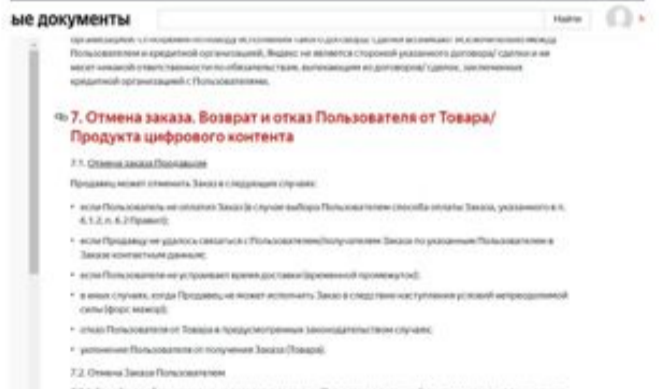 ые документы
Найти
организацией. Отношения по поводу исполнения такого договора/ сделки возникают исключительно между
Пользователем и кредитной организацией, Яндекс не является стороной указанного договора/ сделки и не
несет никакой ответственности по обязательствам, вытекающим из договоров/ сделок, заключенных
кредитной организацией с Пользователями.
7. Отмена заказа. Возврат и отказ Пользователя от Товара/
Продукта цифрового контента
7.1. Отмена заказа Продавцом
Продавец может отменить Заказ в следующих случаях:
• если Пользователь не оплатил Заказ (в случае выбора Пользователем способа оплаты Заказа, указанного в п.
6.1.2, п. 6.2 Правил);
• если Продавцу не удалось связаться с Пользователем/получателем Заказа по указанным Пользователем в
Заказе контактным данным;
• если Пользователя не устраивает время доставки (временной промежуток);
• в иных случаях, когда Продавец не может исполнить Заказ в следствие наступления условий непреодолимой
силы (форс мажор);
• отказ Пользователя от Товара в предусмотренных законодательством случаях;
• уклонение Пользователя от получения Заказа (Товара).
7.2. Отмена Заказа Пользователем